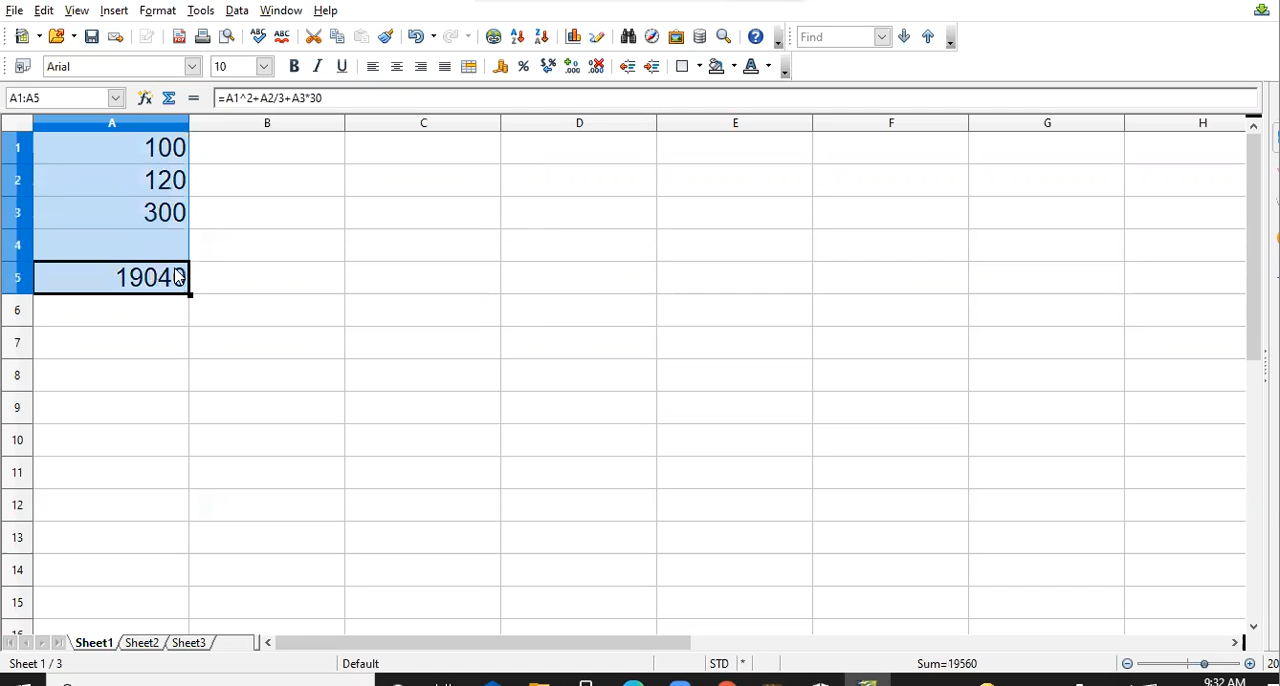 File Edit View Insert Format Tools Data Window Help
Find
Arial 10 B I U
A1:A5 =A1^2+A2/3+A3*30
A B C D E F G H
1 100
2 120
3 300
4
5 19040
6
7
8
9
10
11
12
13
14
15
16
Sheet1 Sheet2 Sheet3
Sheet 1 / 3 Default STD * Sum=19560 20
9:32 AM